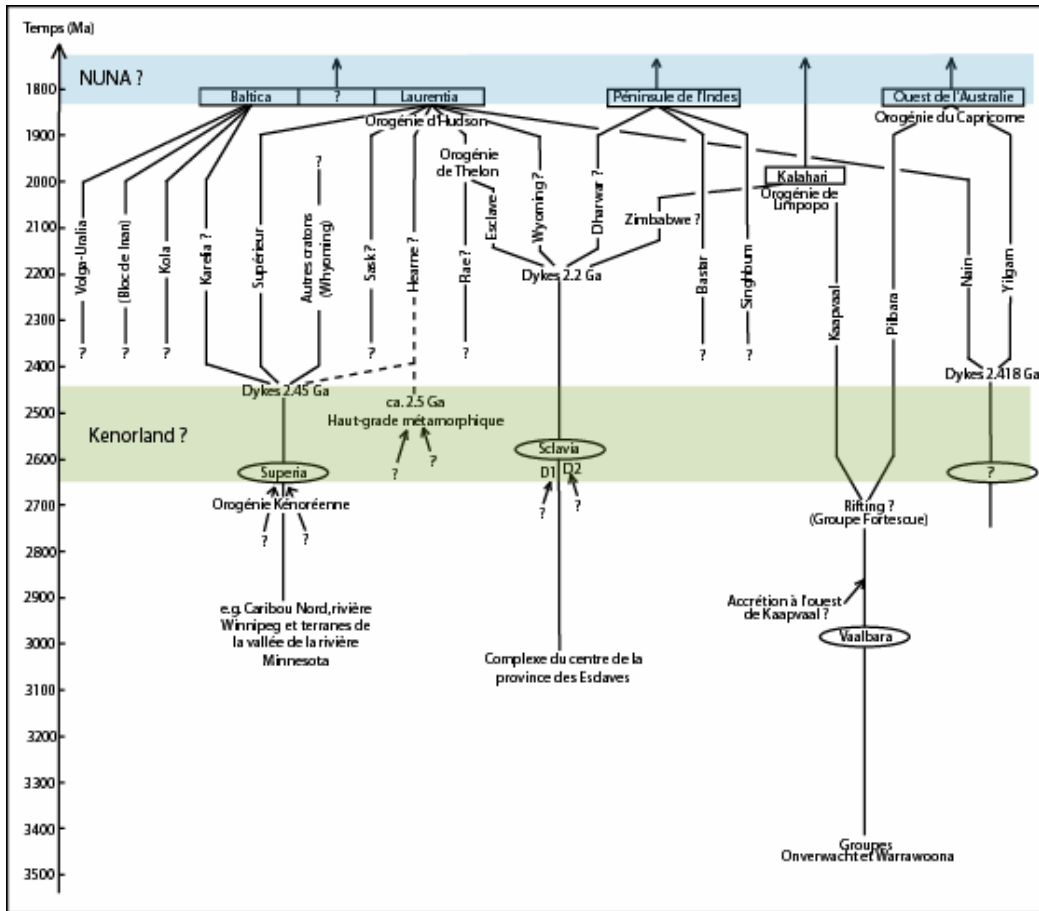 Temps (Ma)
NUNA ?
1800
Baltica
?
Laurentia
Péninsule de l'Indes
Ouest de l'Australie
Orogénie d'Hudson
Orogénie du Capricorne
1900
?
Orogénie
de Thelon
Kalahari
2000
Orogénie de
Limpopo
2100
Volga-Uralia
(Bloc de Inari)
Kola
Karelia ?
Supérieur
Autres cratons
(Whyoming)
Sask ?
Hearne ?
Rae ?
Esclave
Wyoming ?
Dharwar ?
Zimbabwe ?
Bastar
Singhbum
Kaapvaal
Pilbara
Nain
Yilgarn
2200
Dykes 2.2 Ga
2300
?
?
?
?
?
?
?
2400
Dykes 2.45 Ga
Dykes 2.418 Ga
2500
ca. 2.5 Ga
Haut-grade métamorphique
Kenorland ?
Sclavia
2600
Superia
?
?
D1
D2
?
2700
Orogénie Kénoréenne
?
?
?
?
Rifting ?
(Groupe Fortescue)
2800
2900
e.g. Caribou Nord, rivière
Winnipeg et terranes de
la vallée de la rivière
Minnesota
Accrétion à l'ouest
de Kaapvaal ?
Vaalbara
3000
Complexe du centre de la
province des Esclaves
3100
3200
3300
3400
Groupes
Onverwacht et Warrawoona
3500